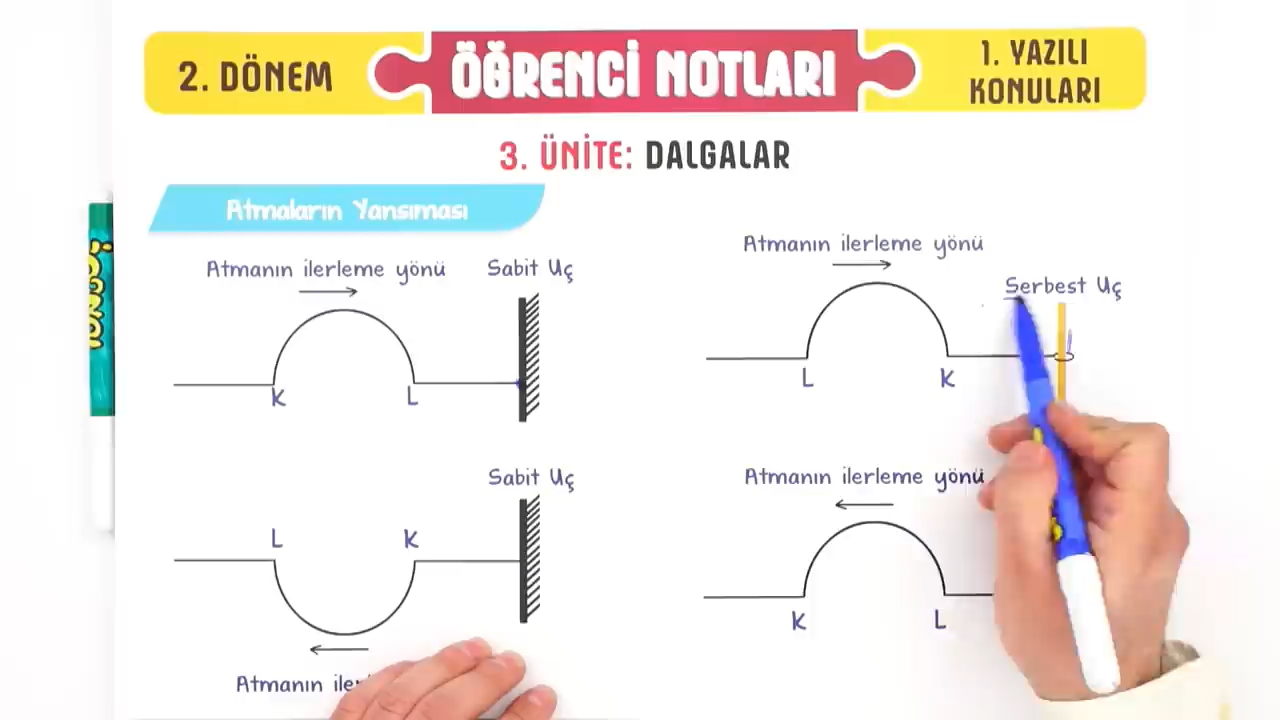 2. DÖNEM
ÖĞRENCİ NOTLARI
1. YAZILI
KONULARI
3. ÜNİTE: DALGALAR
Atmaların Yansıması
Atmanın ilerleme yönü
Sabit Uç
K
L
Atmanın ilerleme yönü
Serbest Uç
L
K
Sabit Uç
L
K
Atmanın
Atmanın ilerleme yönü
K
L